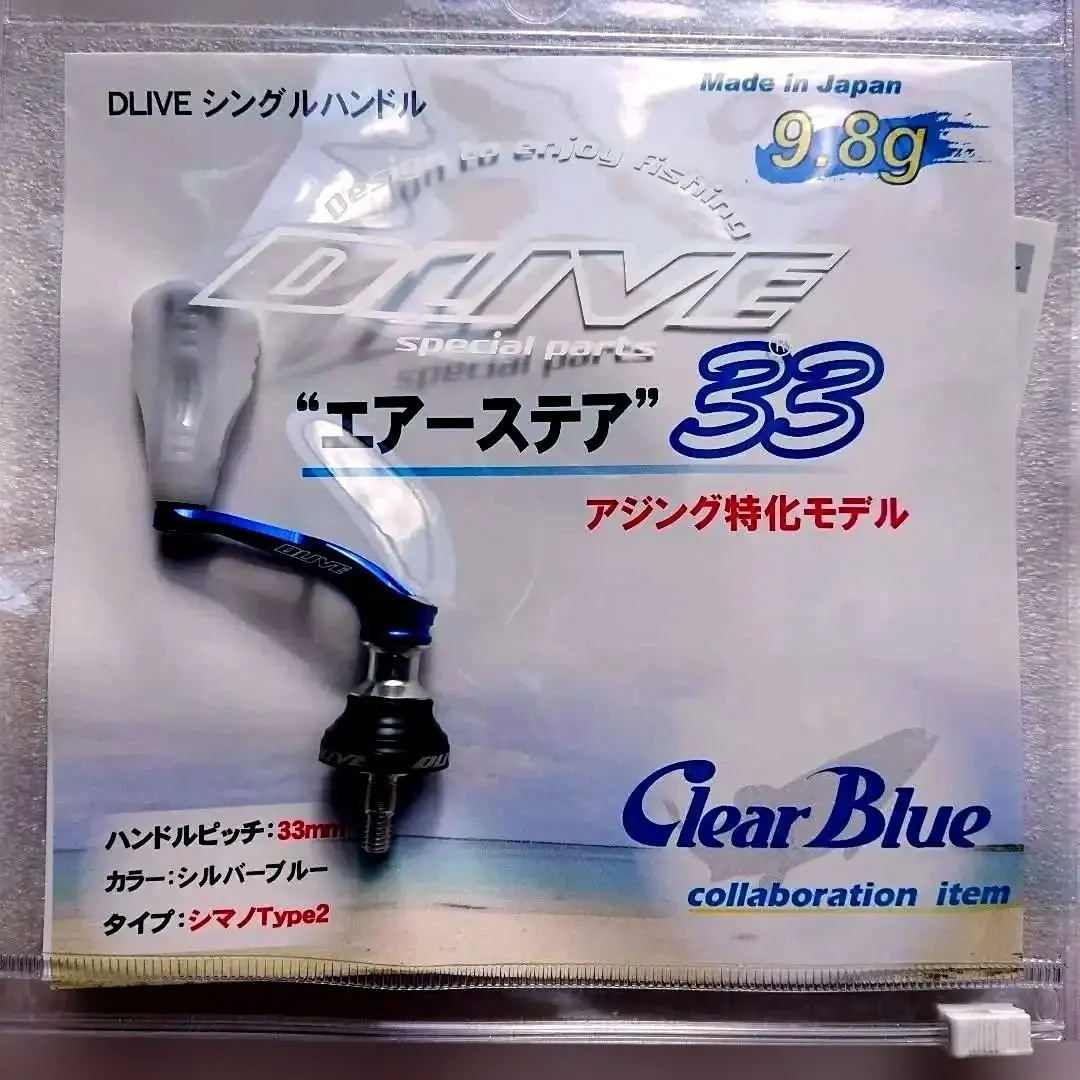 DLIVE シングルハンドル
Made in Japan
9.8g
Design to enjoy fishing
DLIVE
special parts
®
“エアーステア” 33
アジング特化モデル
DLIVE
DLIVE
ハンドルピッチ:33mm
カラー:シルバーブルー
タイプ:シマノType2
Clear Blue
collaboration item